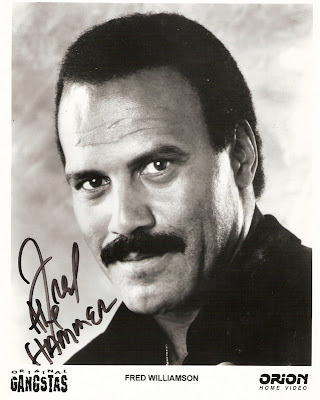 Fred
"The
HAMMER"
ORIGINAL
GANGSTAS
FRED WILLIAMSON
ORION
HOME VIDEO